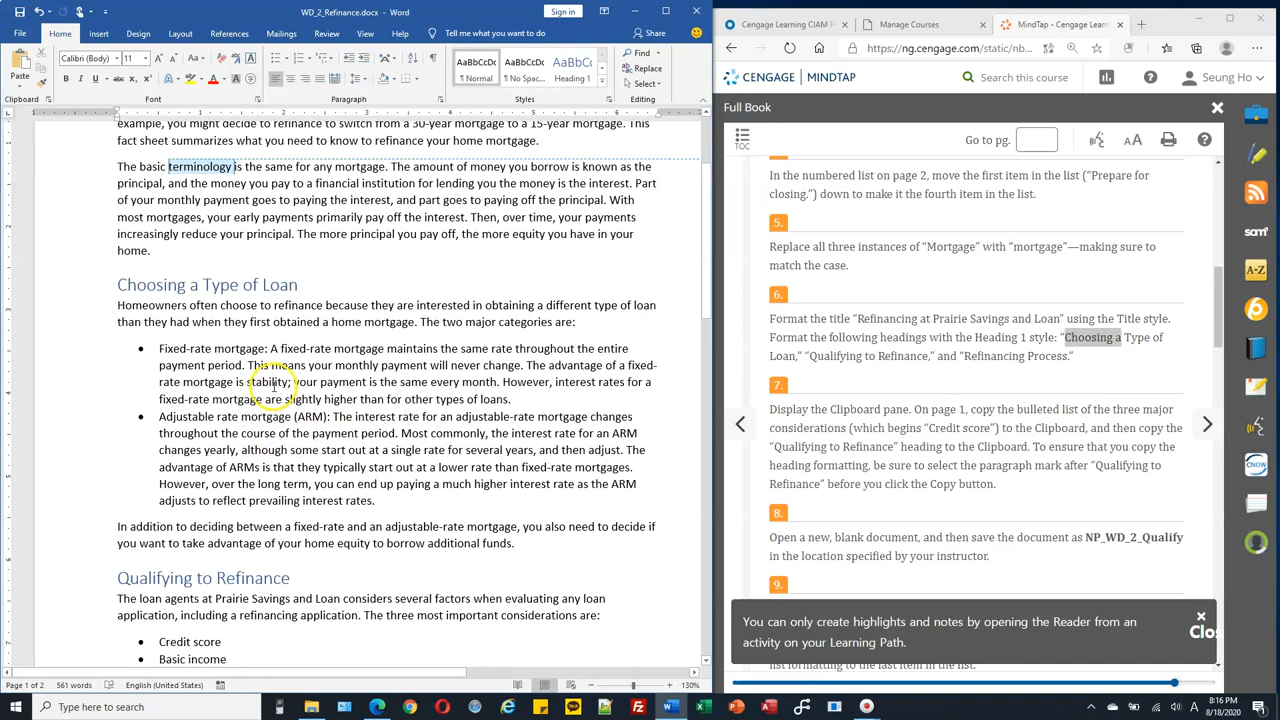 WD_2_Refinance.docx - Word
Sign in
File Home Insert Design Layout References Mailings Review View Help Tell me what you want to do Share
Paste
Calibri (Body) 11
AaBbCcDc AaBbCcDc AaBbCc
¶ Normal ¶ No Spac... Heading 1
Find
Replace
Select
Clipboard Font Paragraph Styles Editing
example, you might decide to refinance to switch from a 30-year mortgage to a 15-year mortgage. This
fact sheet summarizes what you need to know to refinance your home mortgage.
The basic terminology is the same for any mortgage. The amount of money you borrow is known as the
principal, and the money you pay to a financial institution for lending you the money is the interest. Part
of your monthly payment goes to paying the interest, and part goes to paying off the principal. With
most mortgages, your early payments primarily pay off the interest. Then, over time, your payments
increasingly reduce your principal. The more principal you pay off, the more equity you have in your
home.
Choosing a Type of Loan
Homeowners often choose to refinance because they are interested in obtaining a different type of loan
than they had when they first obtained a home mortgage. The two major categories are:
• Fixed-rate mortgage: A fixed-rate mortgage maintains the same rate throughout the entire
payment period. This means your monthly payment will never change. The advantage of a fixed-
rate mortgage is stability; your payment is the same every month. However, interest rates for a
fixed-rate mortgage are slightly higher than for other types of loans.
• Adjustable rate mortgage (ARM): The interest rate for an adjustable-rate mortgage changes
throughout the course of the payment period. Most commonly, the interest rate for an ARM
changes yearly, although some start out at a single rate for several years, and then adjust. The
advantage of ARMs is that they typically start out at a lower rate than fixed-rate mortgages.
However, over the long term, you can end up paying a much higher interest rate as the ARM
adjusts to reflect prevailing interest rates.
In addition to deciding between a fixed-rate and an adjustable-rate mortgage, you also need to decide if
you want to take advantage of your home equity to borrow additional funds.
Qualifying to Refinance
The loan agents at Prairie Savings and Loan considers several factors when evaluating any loan
application, including a refinancing application. The three most important considerations are:
• Credit score
• Basic income
Page 1 of 2 561 words English (United States) 130%
Cengage Learning CIAM P Manage Courses MindTap - Cengage Learn
https://ng.cengage.com/static/nb
CENGAGE | MINDTAP
Search this course
Seung Ho
Full Book
TOC
Go to pg.
AA
In the numbered list on page 2, move the first item in the list (“Prepare for
closing.”) down to make it the fourth item in the list.
5.
Replace all three instances of “Mortgage” with “mortgage”—making sure to
match the case.
6.
Format the title “Refinancing at Prairie Savings and Loan” using the Title style.
Format the following headings with the Heading 1 style: “Choosing a Type of
Loan,” “Qualifying to Refinance,” and “Refinancing Process.”
7.
Display the Clipboard pane. On page 1, copy the bulleted list of the three major
considerations (which begins “Credit score”) to the Clipboard, and then copy the
“Qualifying to Refinance” heading to the Clipboard. To ensure that you copy the
heading formatting, be sure to select the paragraph mark after “Qualifying to
Refinance” before you click the Copy button.
8.
Open a new, blank document, and then save the document as NP_WD_2_Qualify
in the location specified by your instructor.
9.
You can only create highlights and notes by opening the Reader from an
activity on your Learning Path.
Clos
list formatting to the last item in the list.
sam
A-Z
CNOW
Type here to search
8:16 PM
8/18/2020